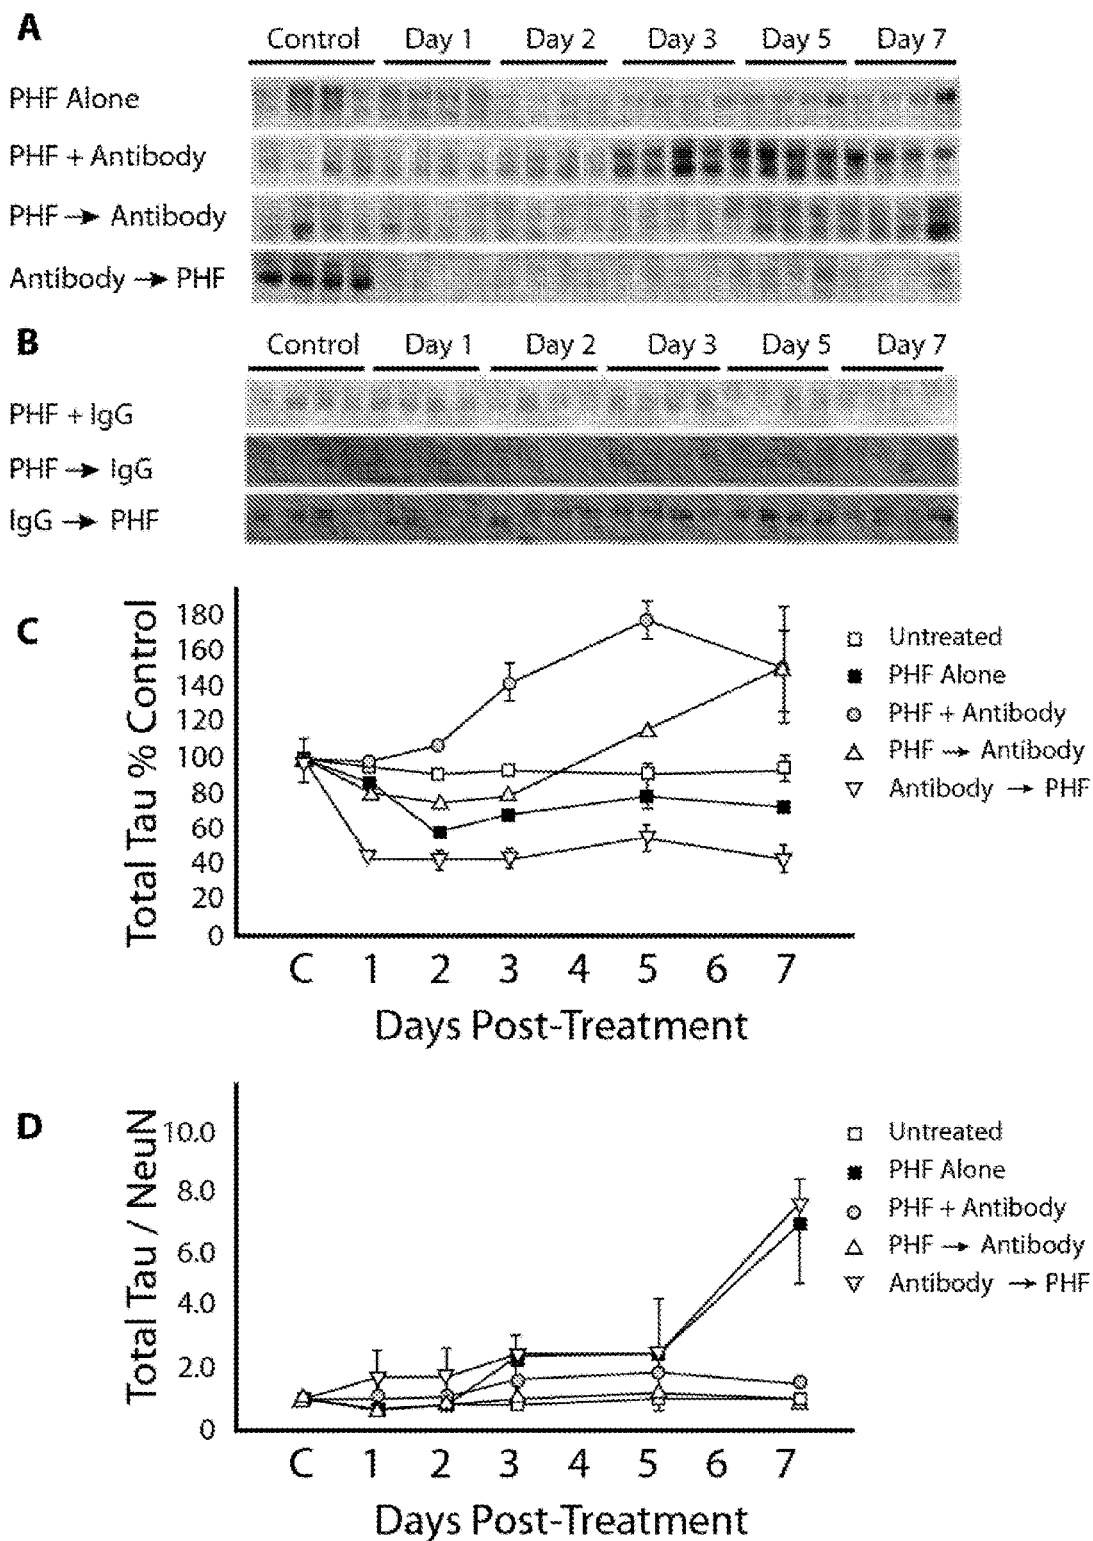 A
Control Day 1 Day 2 Day 3 Day 5 Day 7
PHF Alone
PHF + Antibody
PHF → Antibody
Antibody → PHF
B
Control Day 1 Day 2 Day 3 Day 5 Day 7
PHF + IgG
PHF → IgG
IgG → PHF
C
Total Tau % Control
180
160
140
120
100
80
60
40
20
0
C 1 2 3 4 5 6 7
Days Post-Treatment
Untreated
PHF Alone
PHF + Antibody
PHF → Antibody
Antibody → PHF
D
Total Tau / NeuN
10.0
8.0
6.0
4.0
2.0
0
C 1 2 3 4 5 6 7
Days Post-Treatment
Untreated
PHF Alone
PHF + Antibody
PHF → Antibody
Antibody → PHF